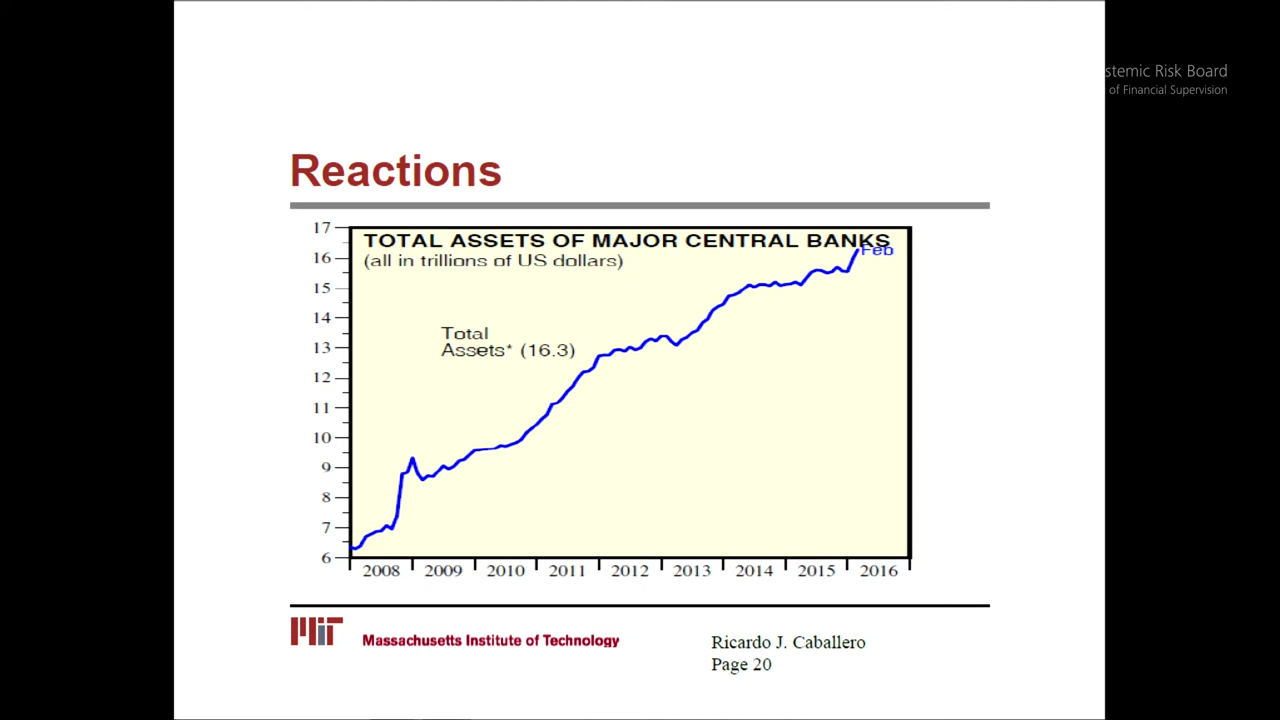 stemic Risk Board
of Financial Supervision
Reactions
TOTAL ASSETS OF MAJOR CENTRAL BANKS
(all in trillions of US dollars)
Feb
Total
Assets* (16.3)
17
16
15
14
13
12
11
10
9
8
7
6
2008 2009 2010 2011 2012 2013 2014 2015 2016
MIT
Massachusetts Institute of Technology
Ricardo J. Caballero
Page 20